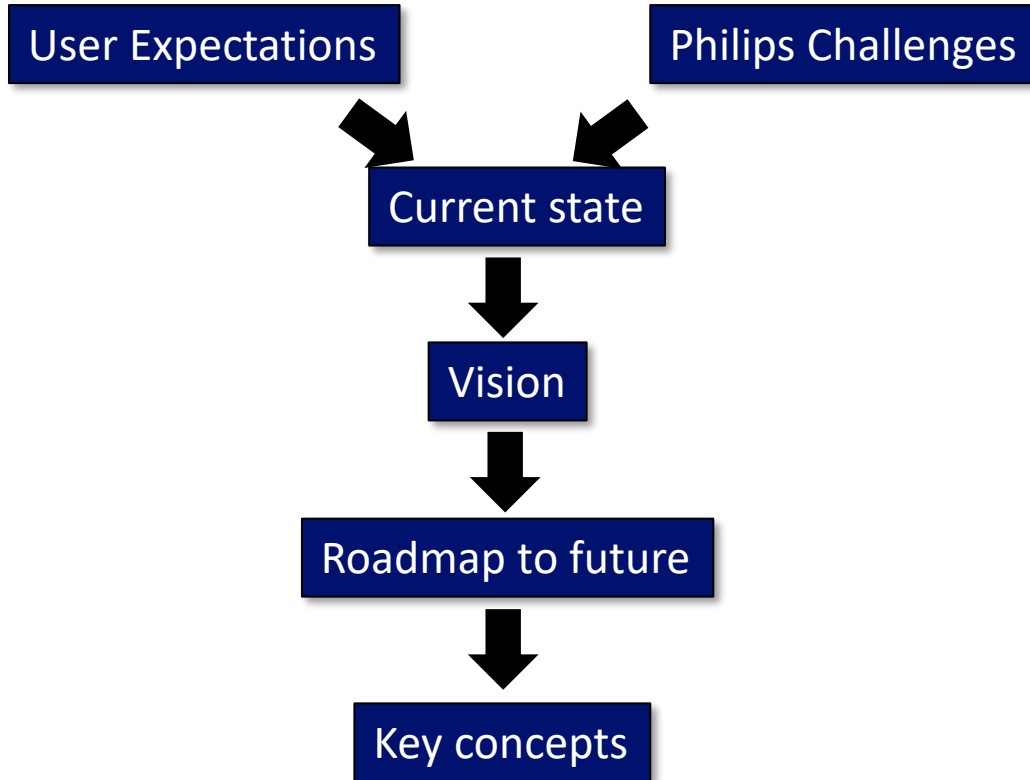 User Expectations
Philips Challenges
Current state
Vision
Roadmap to future
Key concepts